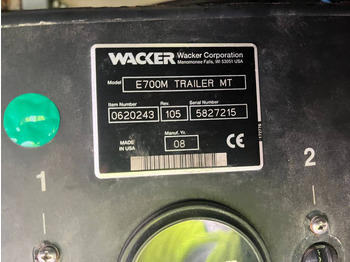 WACKER Wacker Corporation
Menomonee Falls, WI 53051 USA
Model E700M TRAILER MT
Item Number Rev. Serial Number
0620243 105 5827215
Manuf. Yr.
MADE IN USA 08 CE
1 2